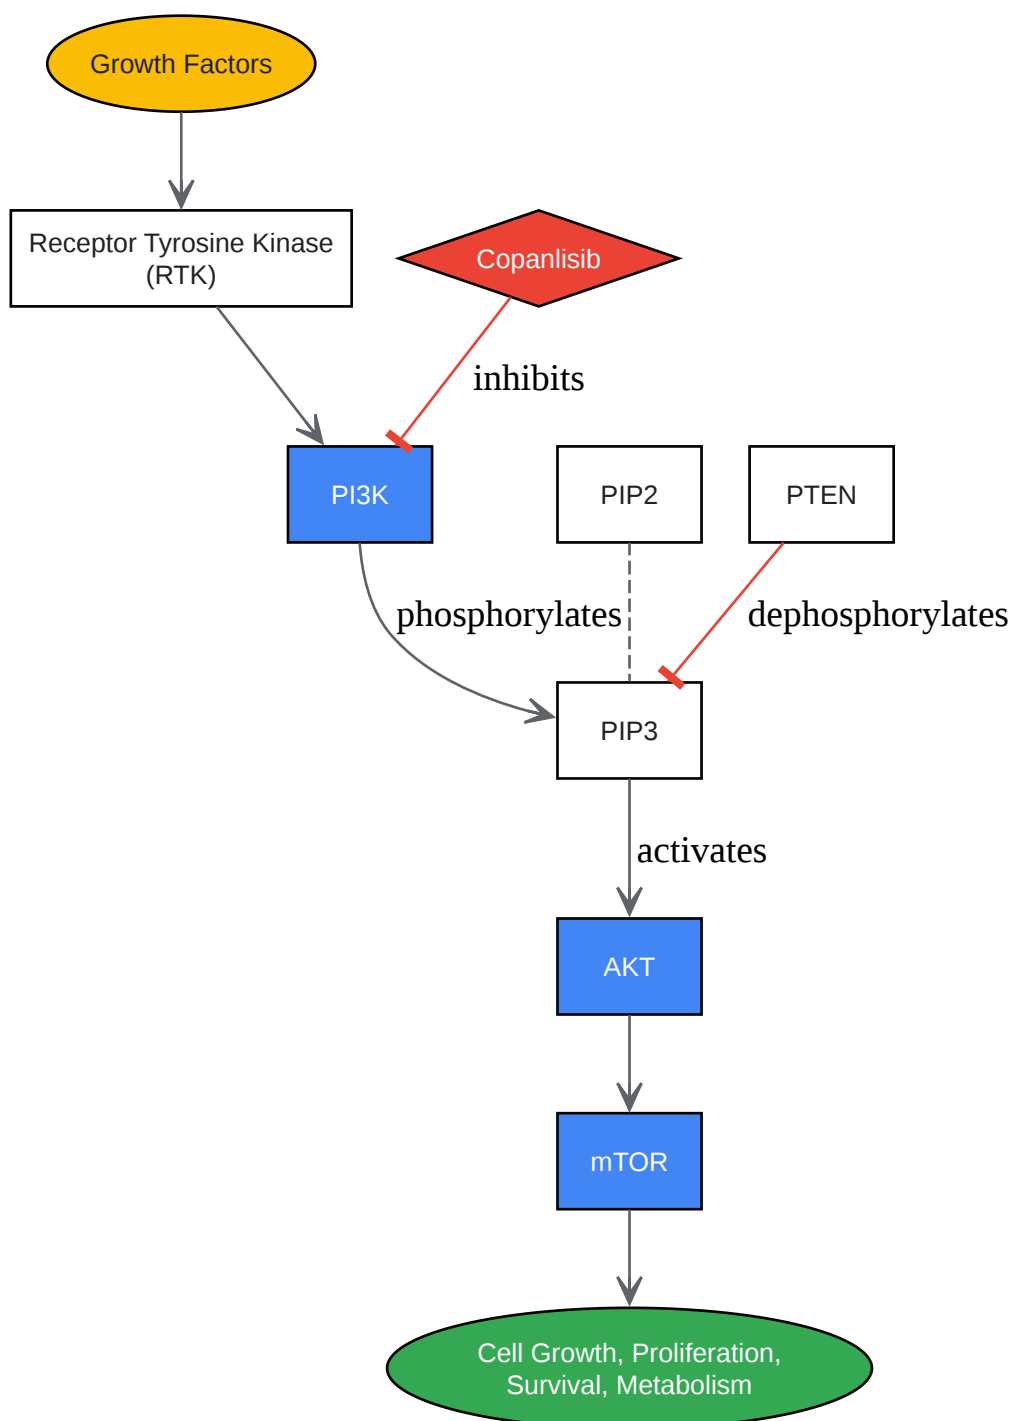 Growth Factors
Receptor Tyrosine Kinase
(RTK)
Copanlisib
inhibits
PI3K
PIP2
PTEN
phosphorylates
dephosphorylates
PIP3
activates
AKT
mTOR
Cell Growth, Proliferation,
Survival, Metabolism